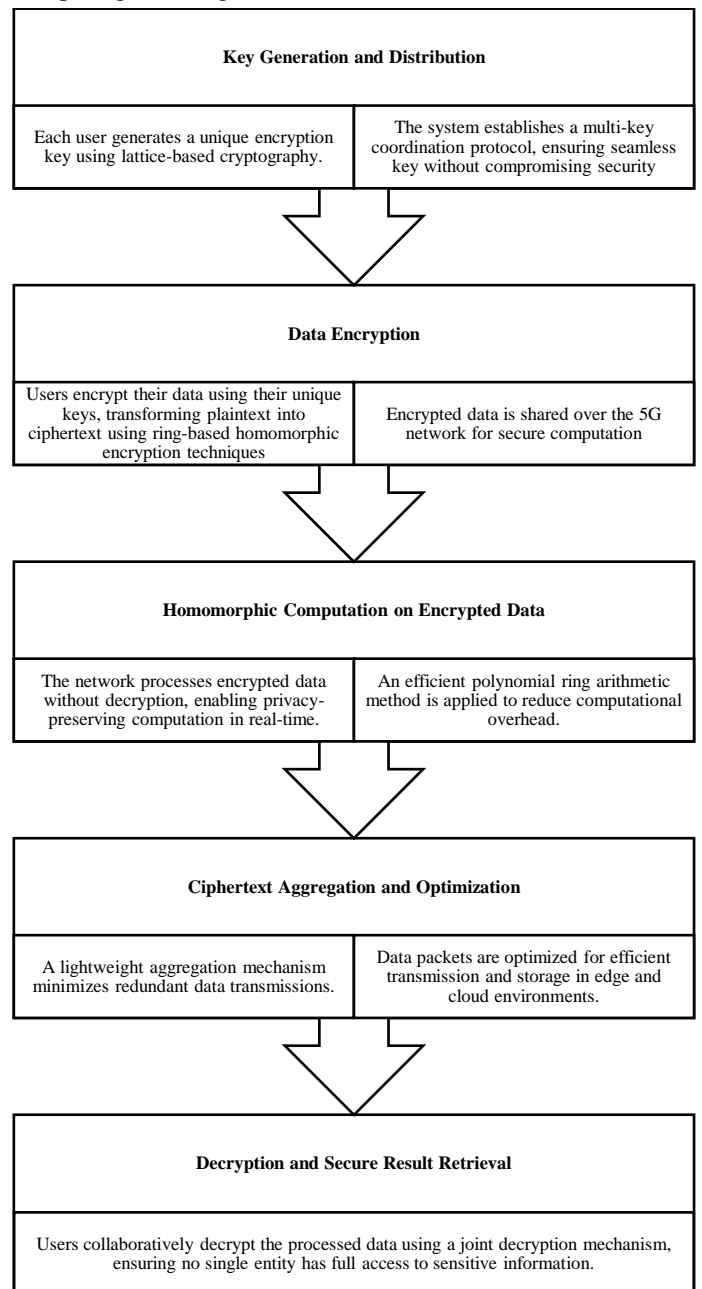 Key Generation and Distribution
Each user generates a unique encryption
key using lattice-based cryptography.
The system establishes a multi-key
coordination protocol, ensuring seamless
key without compromising security
Data Encryption
Users encrypt their data using their unique
keys, transforming plaintext into
ciphertext using ring-based homomorphic
encryption techniques
Encrypted data is shared over the 5G
network for secure computation
Homomorphic Computation on Encrypted Data
The network processes encrypted data
without decryption, enabling privacy-
preserving computation in real-time.
An efficient polynomial ring arithmetic
method is applied to reduce computational
overhead.
Ciphertext Aggregation and Optimization
A lightweight aggregation mechanism
minimizes redundant data transmissions.
Data packets are optimized for efficient
transmission and storage in edge and
cloud environments.
Decryption and Secure Result Retrieval
Users collaboratively decrypt the processed data using a joint decryption mechanism,
ensuring no single entity has full access to sensitive information.